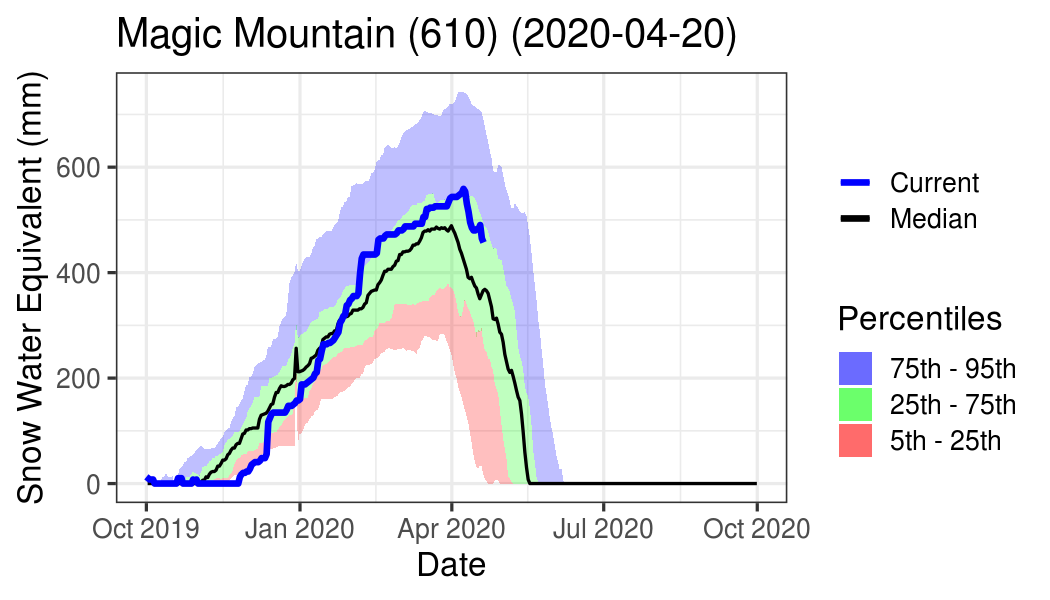 Magic Mountain (610) (2020-04-20)
Snow Water Equivalent (mm)
600
400
200
0
Oct 2019
Jan 2020
Apr 2020
Jul 2020
Oct 2020
Date
Current
Median
Percentiles
75th - 95th
25th - 75th
5th - 25th